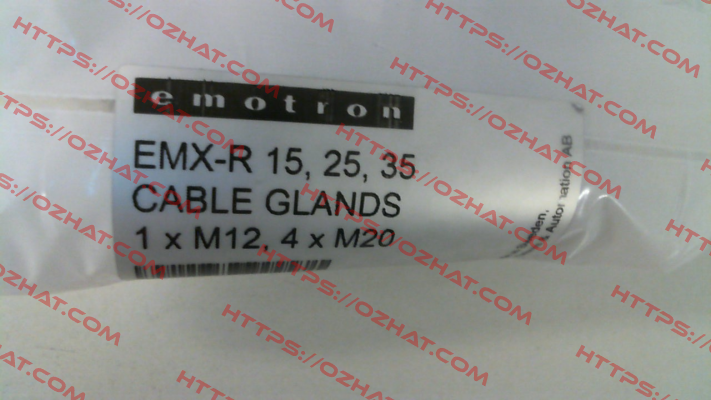 emotron
EMX-R 15, 25, 35
CABLE GLANDS
1 x M12, 4 x M20
Automation AB
HTTPS://OZHAT.COM